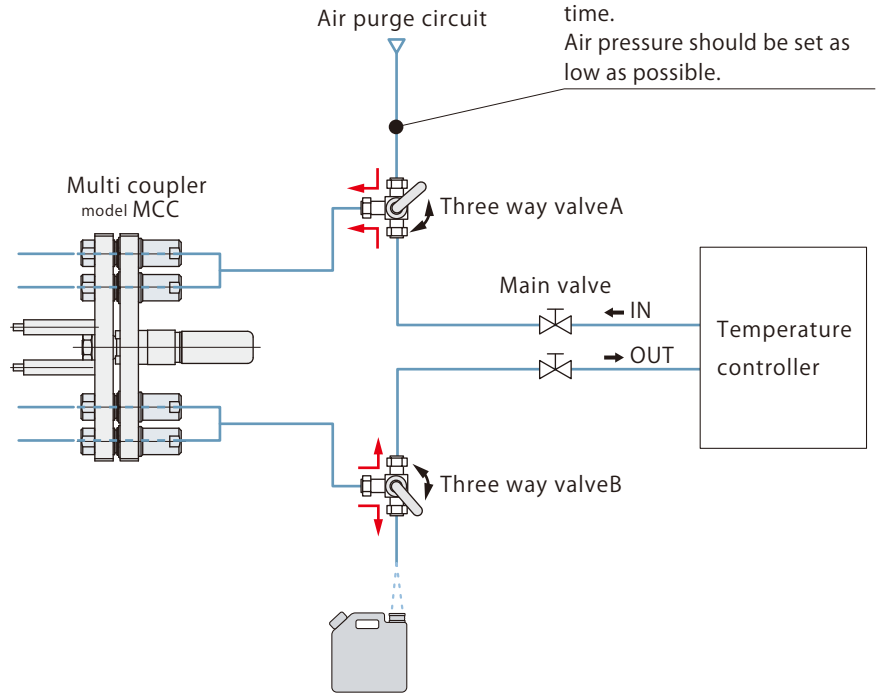 Air purge circuit
time.
Air pressure should be set as
low as possible.
Multi coupler
model MCC
Three way valveA
Main valve
IN
Temperature
controller
OUT
Three way valveB